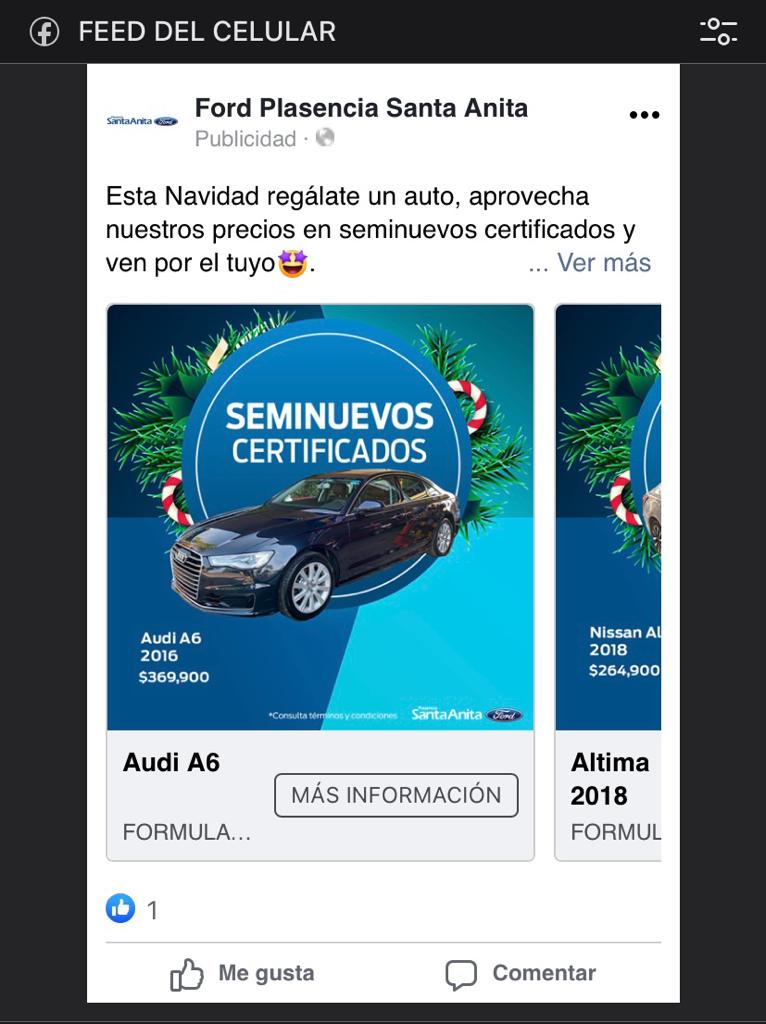 FEED DEL CELULAR
SantaAnita Ford
Ford Plasencia Santa Anita
Publicidad ·
Esta Navidad regálate un auto, aprovecha
nuestros precios en seminuevos certificados y
ven por el tuyo🤩.
... Ver más
SEMINUEVOS
CERTIFICADOS
Audi A6
2016
$369,900
*Consulta términos y condiciones
Plasencia
SantaAnita Ford
Audi A6
MÁS INFORMACIÓN
FORMULA...
Nissan Al
2018
$264,900
Altima
2018
FORMUL
1
Me gusta
Comentar